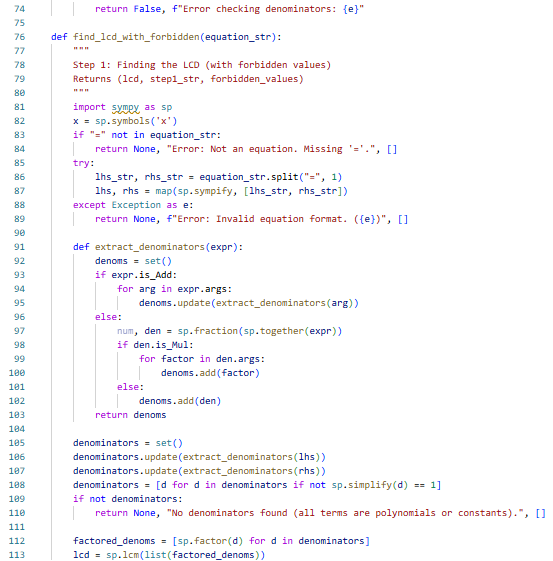 74 return False, f"Error checking denominators: {e}"
75
76 def find_lcd_with_forbidden(equation_str):
77 """
78 Step 1: Finding the LCD (with forbidden values)
79 Returns (lcd, step1_str, forbidden_values)
80 """
81 import sympy as sp
82 x = sp.symbols('x')
83 if "=" not in equation_str:
84 return None, "Error: Not an equation. Missing '='.", []
85 try:
86 lhs_str, rhs_str = equation_str.split("=", 1)
87 lhs, rhs = map(sp.sympify, [lhs_str, rhs_str])
88 except Exception as e:
89 return None, f"Error: Invalid equation format. ({e})", []
90
91 def extract_denominators(expr):
92 denoms = set()
93 if expr.is_Add:
94 for arg in expr.args:
95 denoms.update(extract_denominators(arg))
96 else:
97 num, den = sp.fraction(sp.together(expr))
98 if den.is_Mul:
99 for factor in den.args:
100 denoms.add(factor)
101 else:
102 denoms.add(den)
103 return denoms
104
105 denominators = set()
106 denominators.update(extract_denominators(lhs))
107 denominators.update(extract_denominators(rhs))
108 denominators = [d for d in denominators if not sp.simplify(d) == 1]
109 if not denominators:
110 return None, "No denominators found (all terms are polynomials or constants).", []
111
112 factored_denoms = [sp.factor(d) for d in denominators]
113 lcd = sp.lcm(list(factored_denoms))